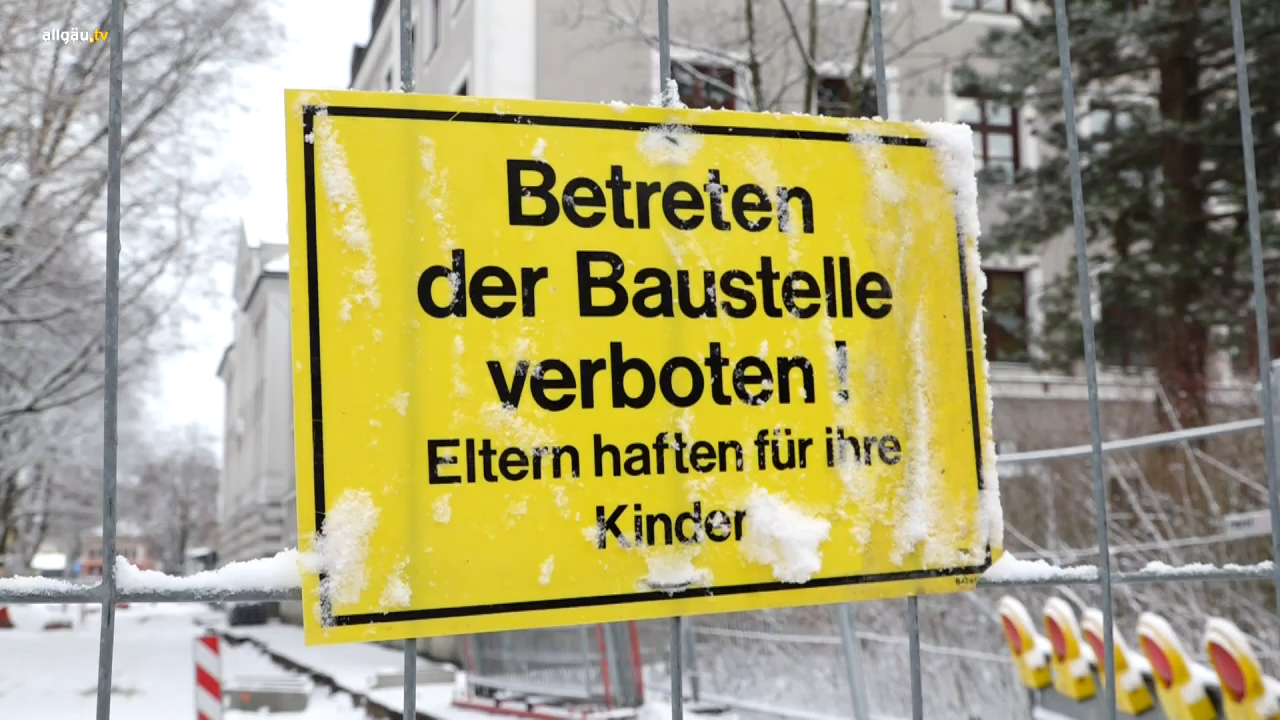 allgäu.tv
Betreten
der Baustelle
verboten !
Eltern haften für ihre
Kinder